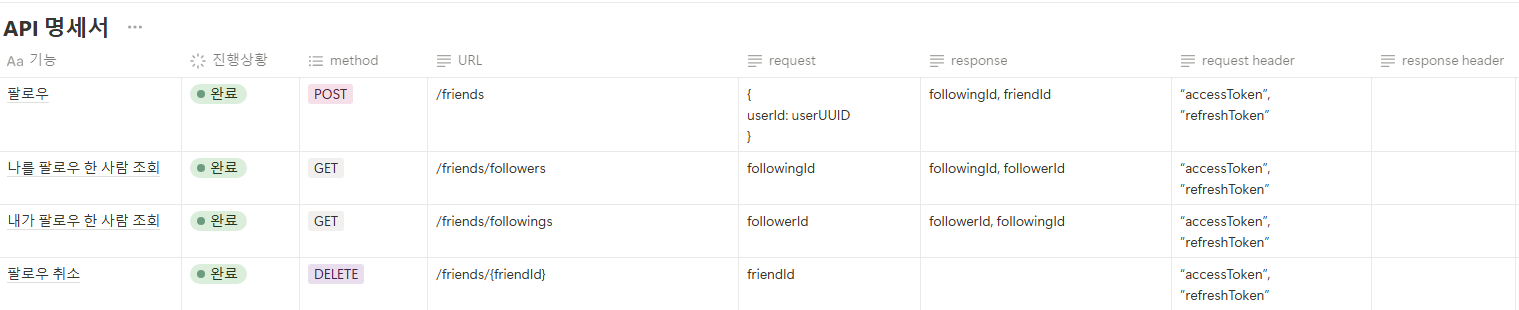 API 명세서 ···
Aa 기능 진행상황 method URL request response request header response header
팔로우 완료 POST /friends { followingId, friendId “accessToken”,
userId: userUUID “refreshToken”
}
나를 팔로우 한 사람 조회 완료 GET /friends/followers followingId followingId, followerId “accessToken”,
“refreshToken”
내가 팔로우 한 사람 조회 완료 GET /friends/followings followerId followerId, followingId “accessToken”,
“refreshToken”
팔로우 취소 완료 DELETE /friends/{friendId} friendId “accessToken”,
“refreshToken”